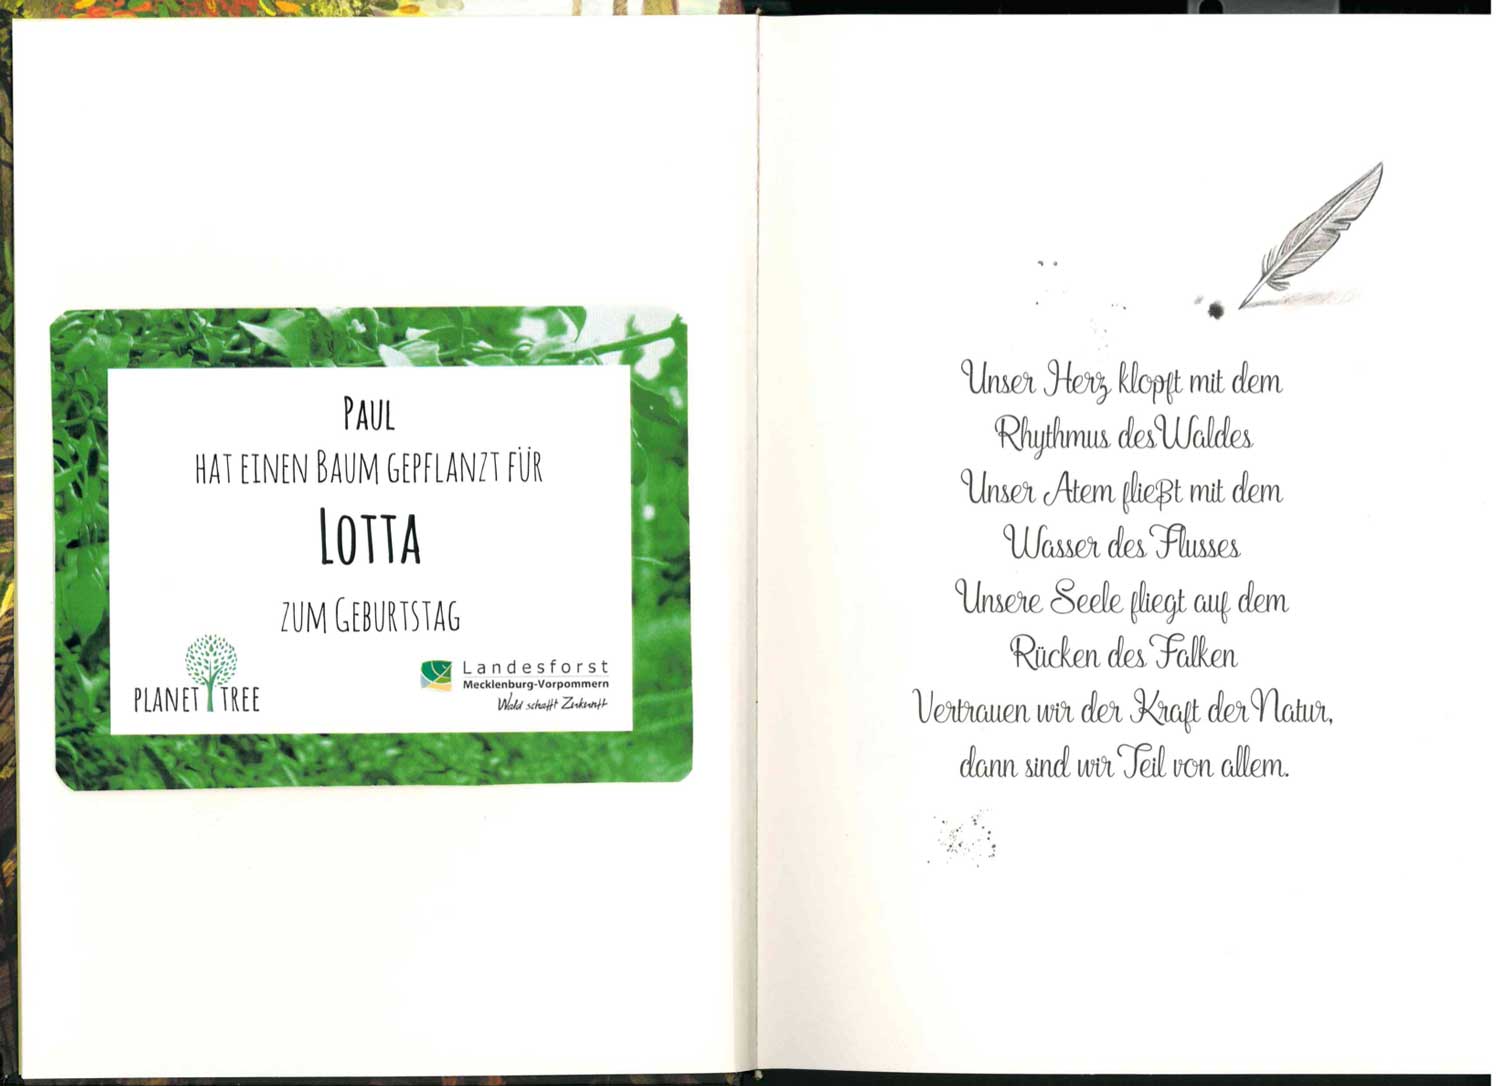 Paul
hat einen Baum gepflanzt für
Lotta
zum Geburtstag
PLANET TREE
Landesforst
Mecklenburg-Vorpommern
Wald schafft Zukunft
Unser Herz klopft mit dem
Rhythmus des Waldes
Unser Atem fließt mit dem
Wasser des Flusses
Unsere Seele fliegt auf dem
Rücken des Falken
Vertrauen wir der Kraft der Natur,
dann sind wir Teil von allem.